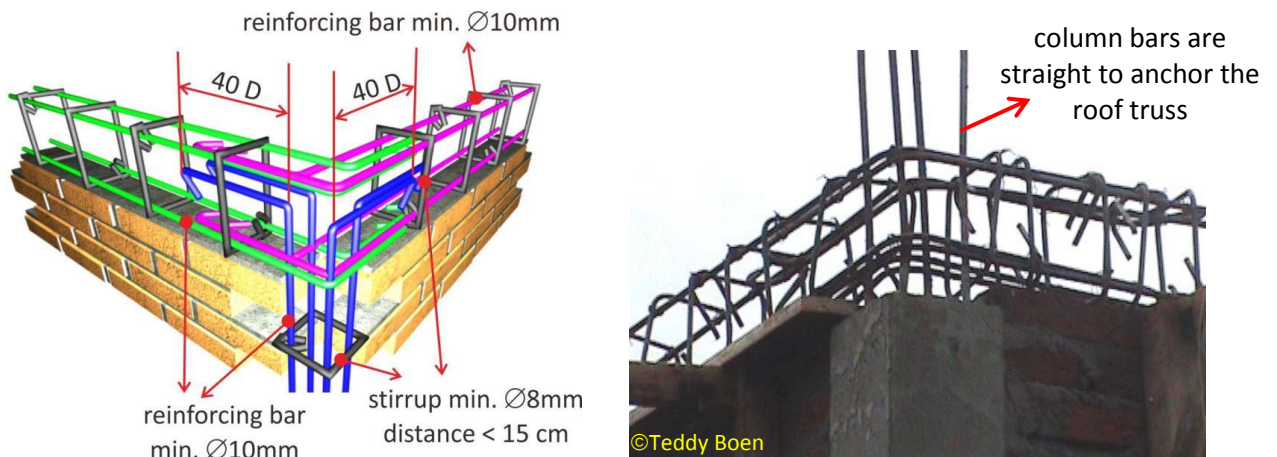 reinforcing bar min. ∅10mm
40 D
40 D
reinforcing bar
min. ∅10mm
stirrup min. ∅8mm
distance < 15 cm
column bars are
straight to anchor the
roof truss
©Teddy Boen